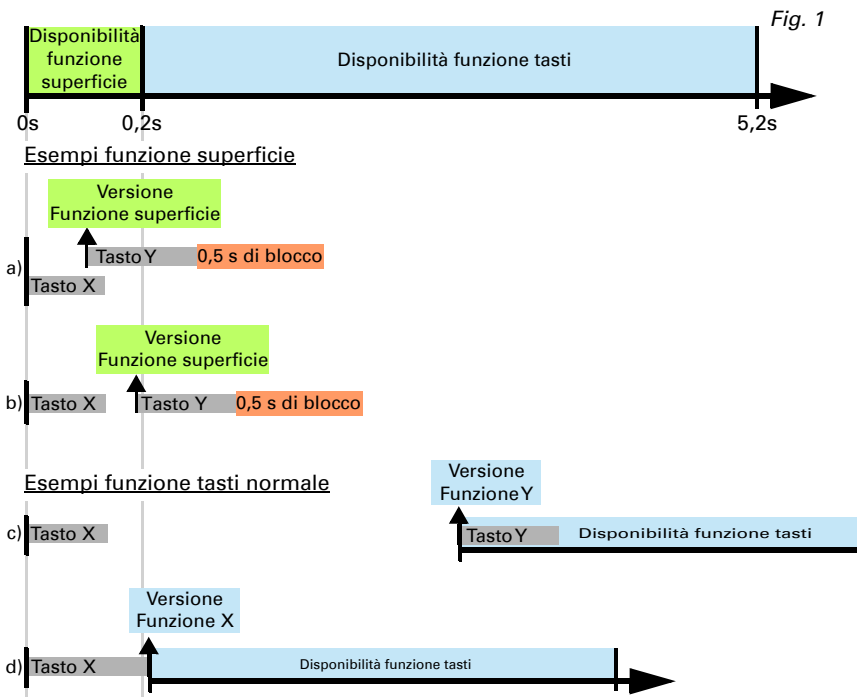 Fig. 1
Disponibilità
funzione
superficie
Disponibilità funzione tasti
0s
0,2s
5,2s
Esempi funzione superficie
Versione
Funzione superficie
a)
Tasto Y
0,5 s di blocco
Tasto X
Versione
Funzione superficie
b)
Tasto X
Tasto Y
0,5 s di blocco
Esempi funzione tasti normale
Versione
Funzione Y
c)
Tasto X
Tasto Y
Disponibilità funzione tasti
Versione
Funzione X
d)
Tasto X
Disponibilità funzione tasti